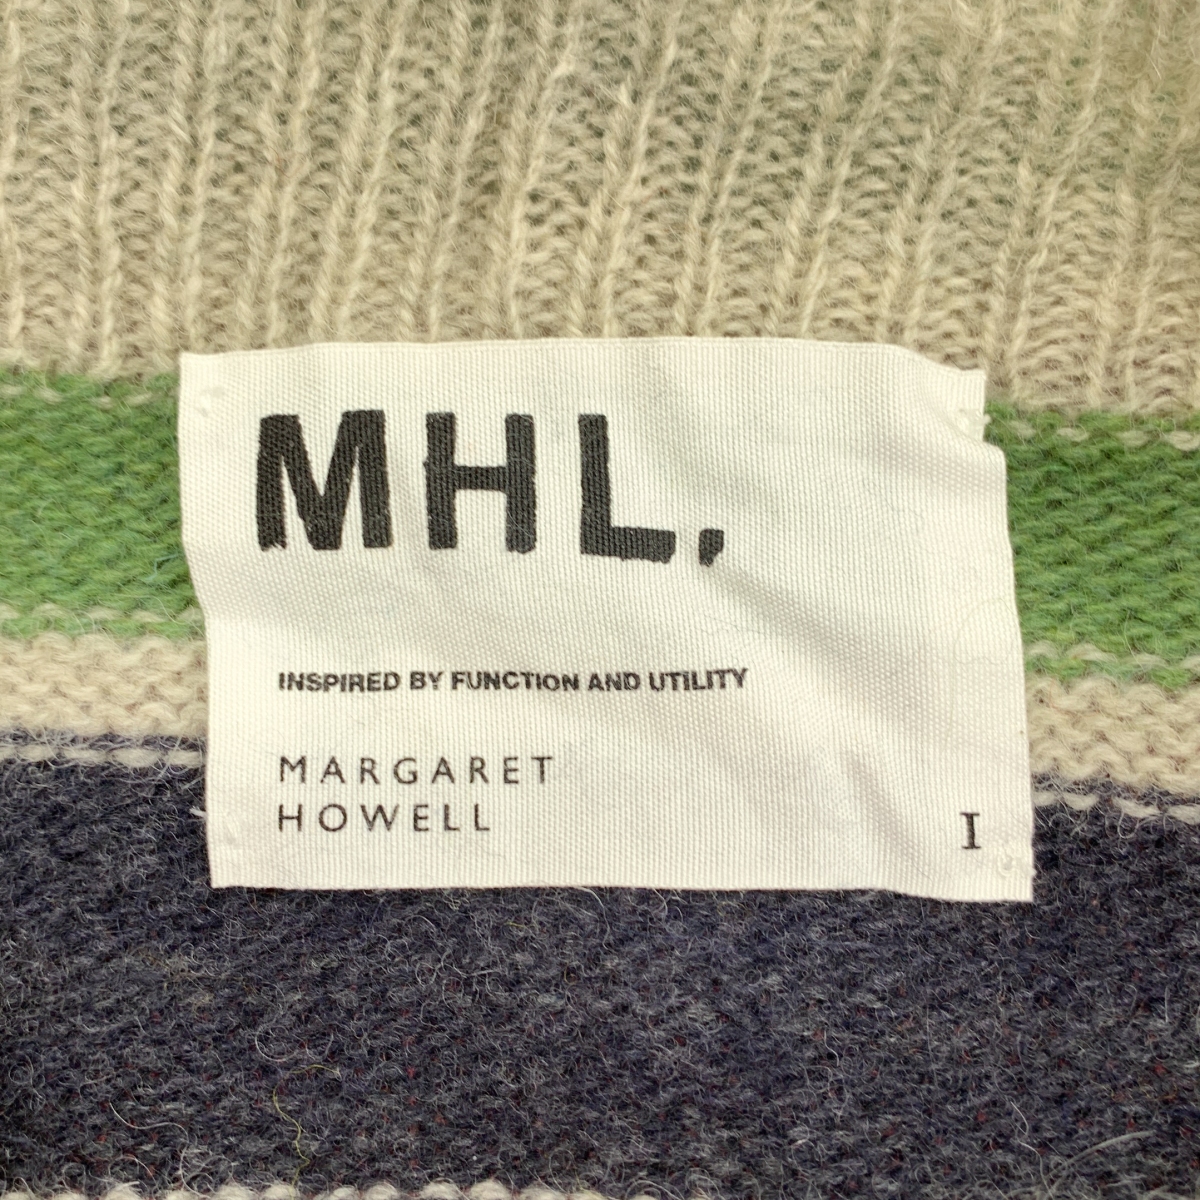 MHL.
INSPIRED BY FUNCTION AND UTILITY
MARGARET
HOWELL
I